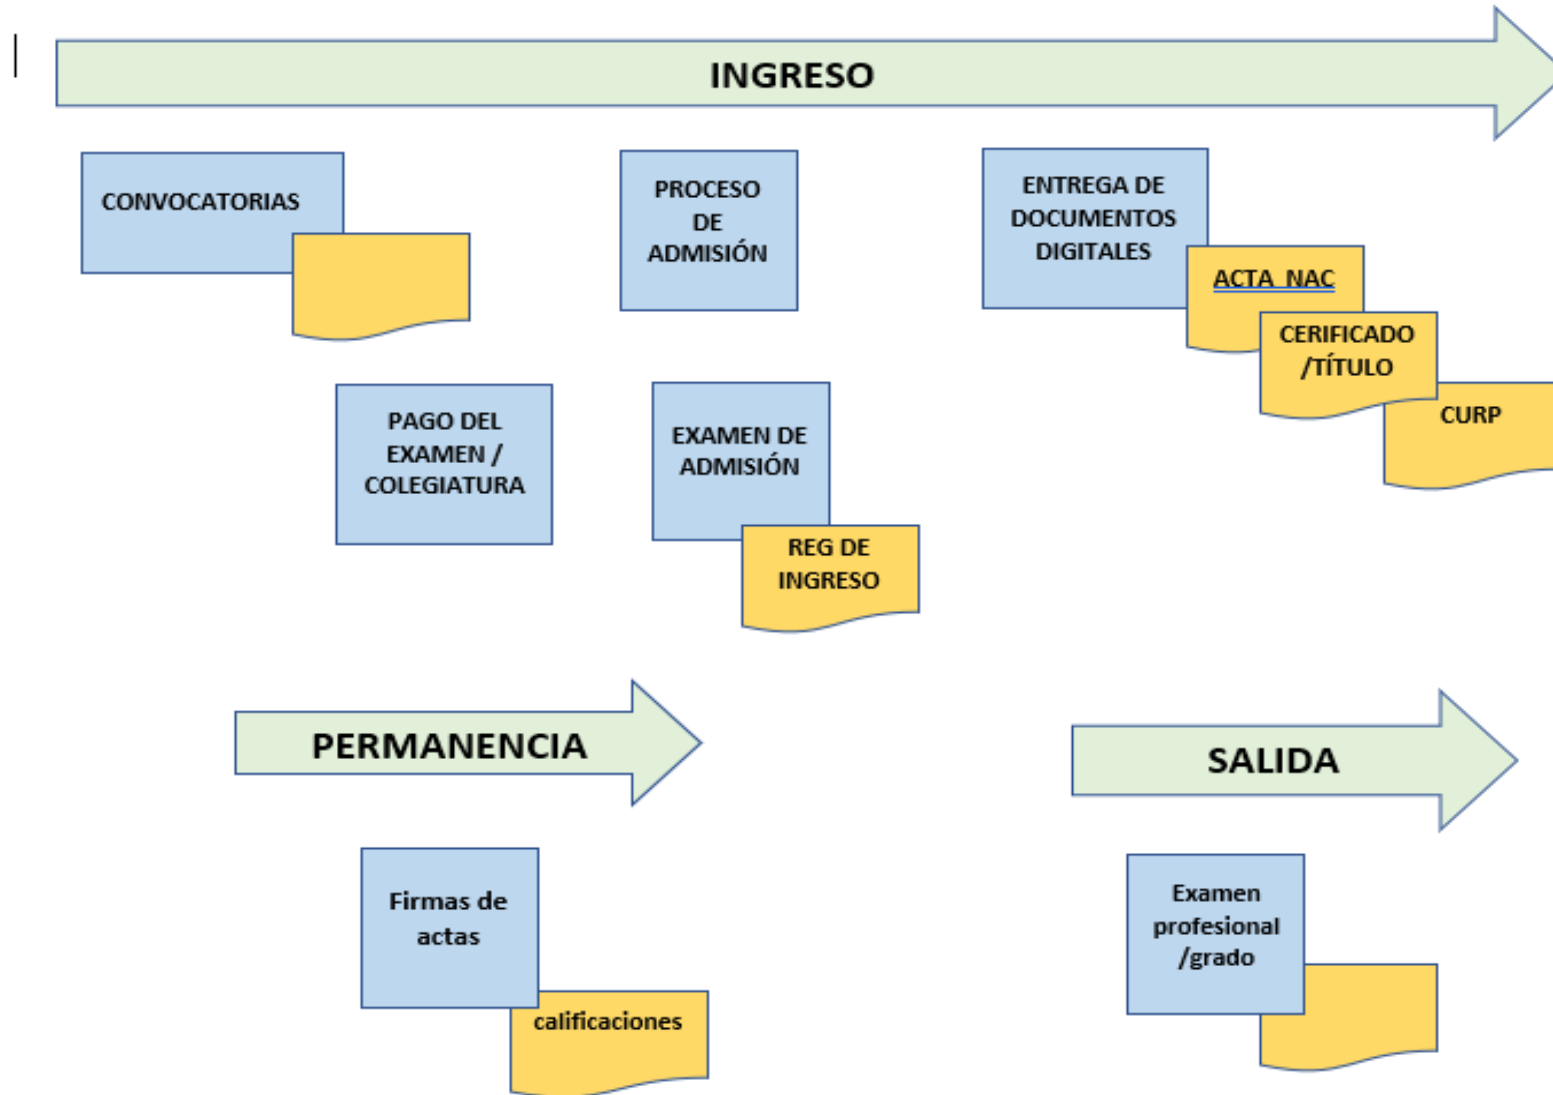 INGRESO
CONVOCATORIAS
PROCESO
DE
ADMISIÓN
ENTREGA DE
DOCUMENTOS
DIGITALES
ACTA NAC
CERIFICADO
/TÍTULO
CURP
PAGO DEL
EXAMEN /
COLEGIATURA
EXAMEN DE
ADMISIÓN
REG DE
INGRESO
PERMANENCIA
SALIDA
Firmas de
actas
calificaciones
Examen
profesional
/grado